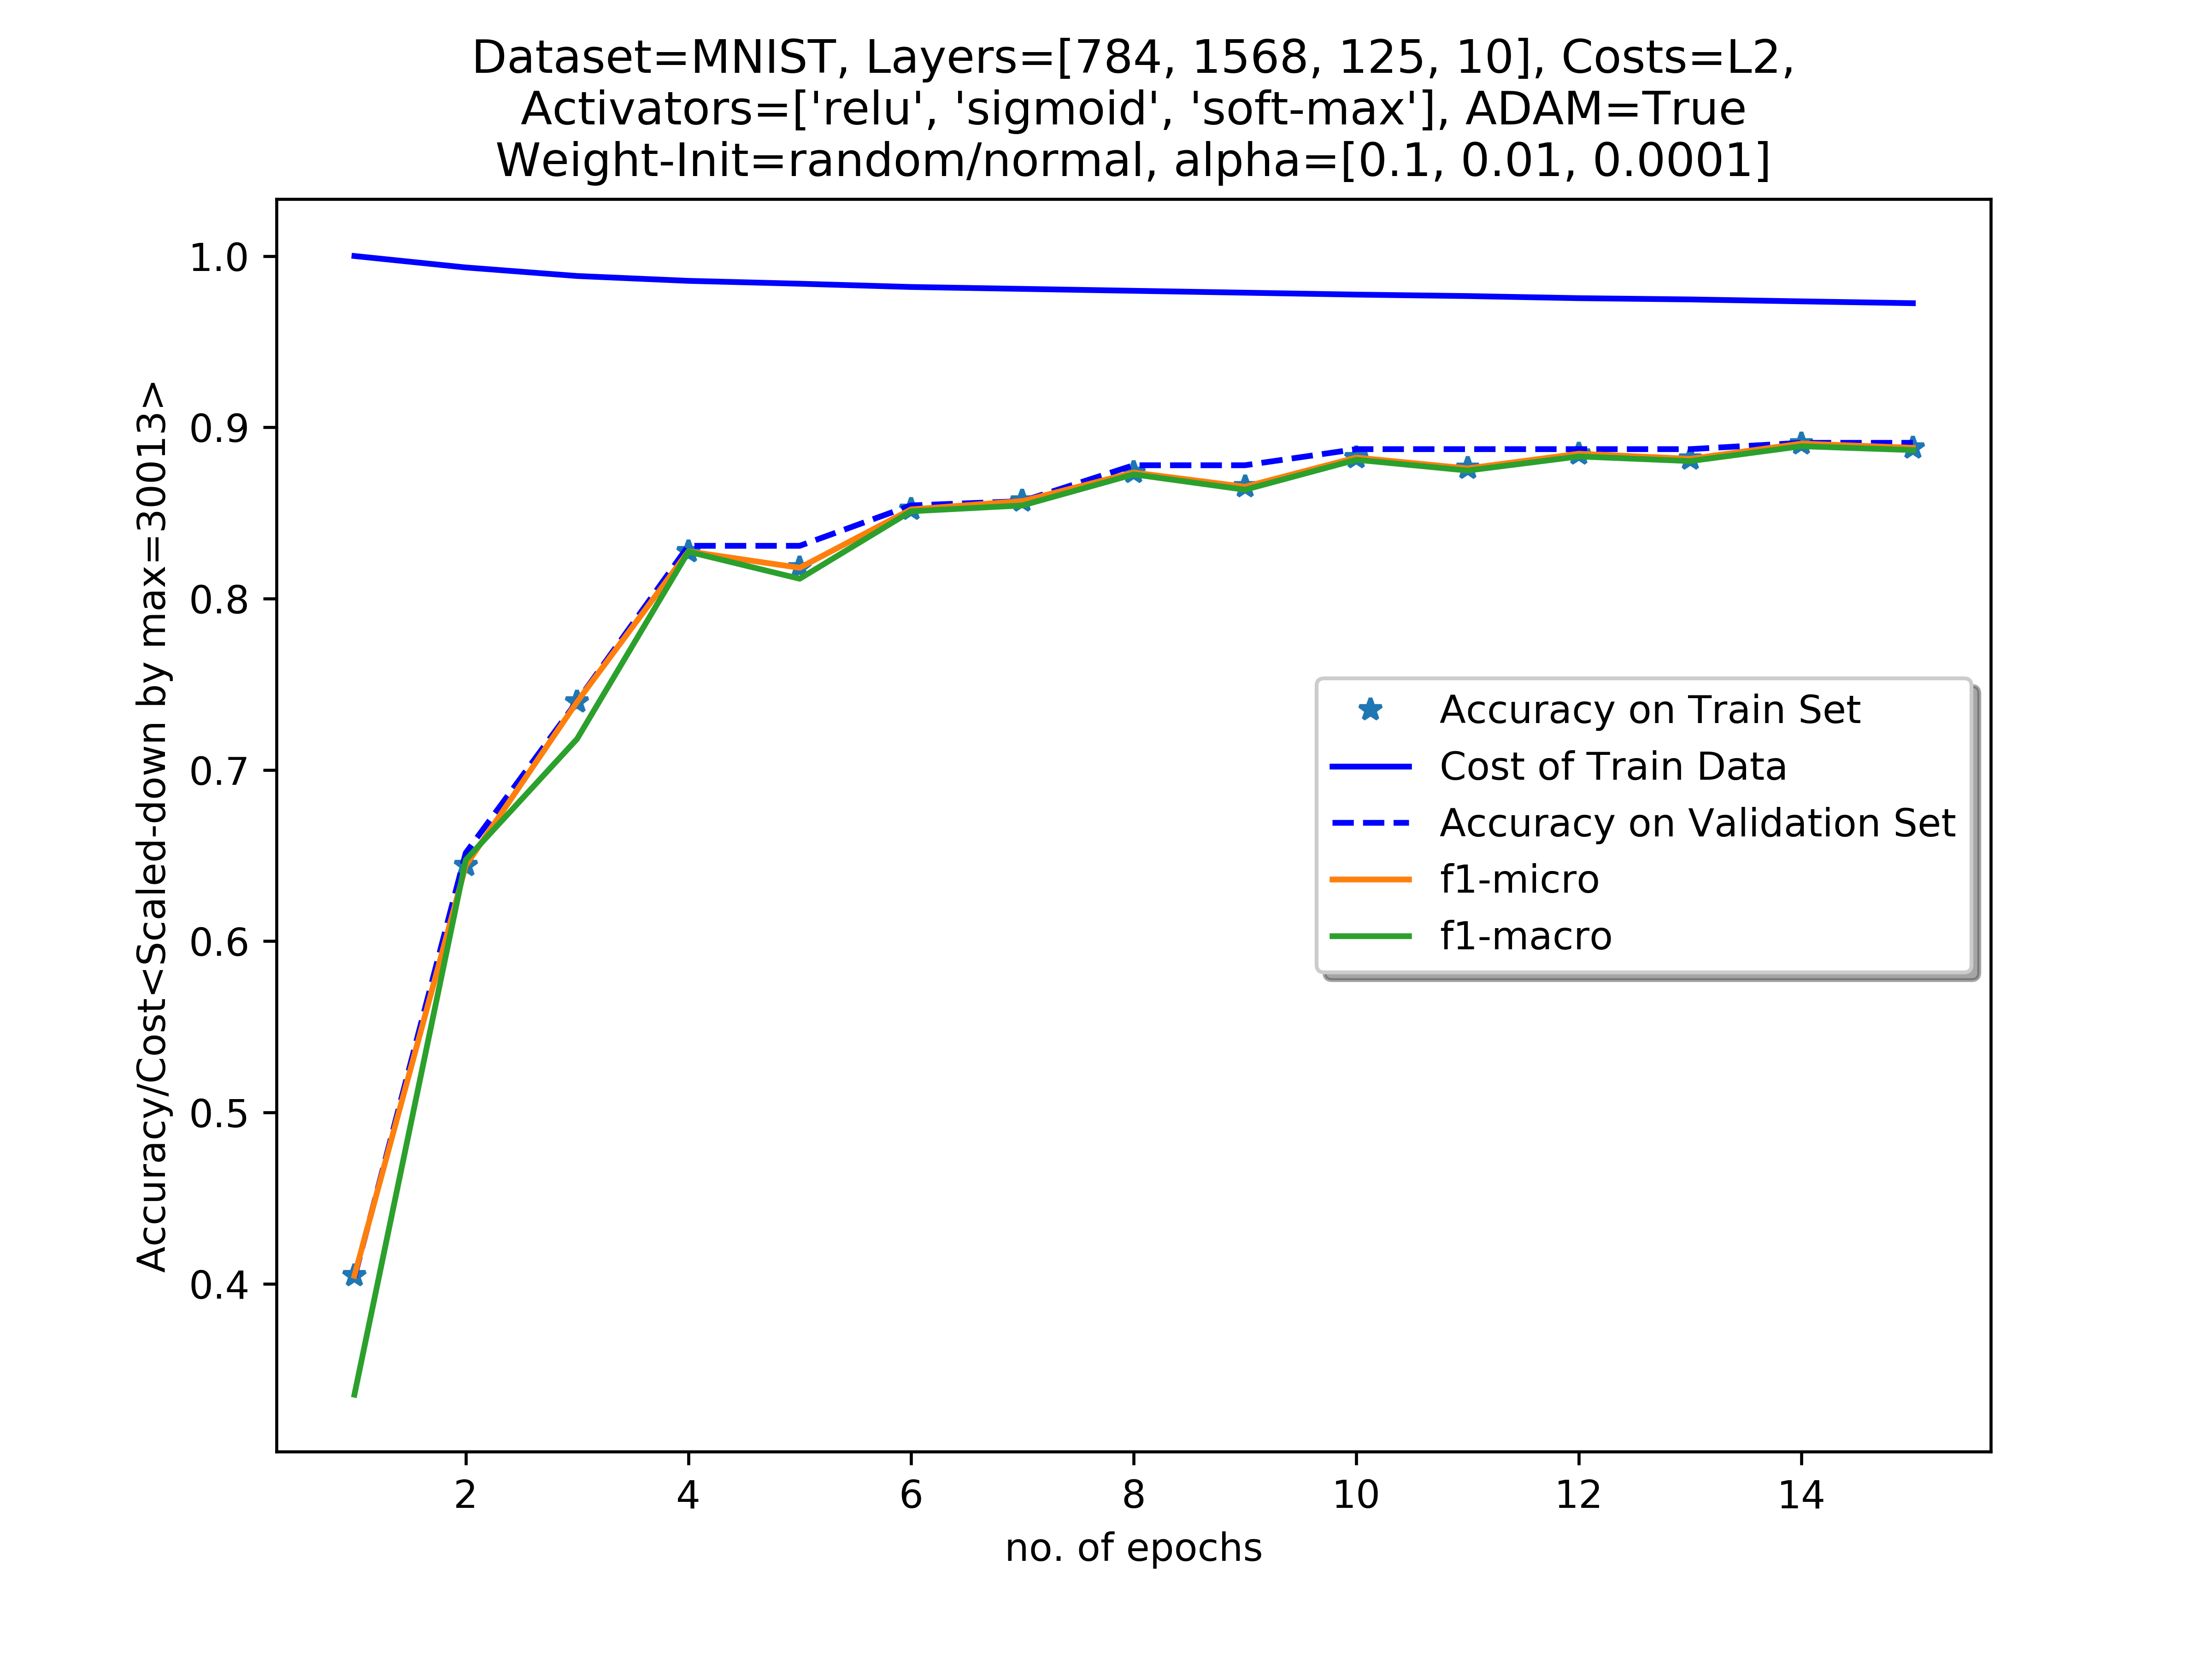 Dataset=MNIST, Layers=[784, 1568, 125, 10], Costs=L2,
Activators=['relu', 'sigmoid', 'soft-max'], ADAM=True
Weight-Init=random/normal, alpha=[0.1, 0.01, 0.0001]
Accuracy/Cost<Scaled-down by max=30013>
1.0
0.9
0.8
0.7
0.6
0.5
0.4
Accuracy on Train Set
Cost of Train Data
Accuracy on Validation Set
f1-micro
f1-macro
2 4 6 8 10 12 14
no. of epochs